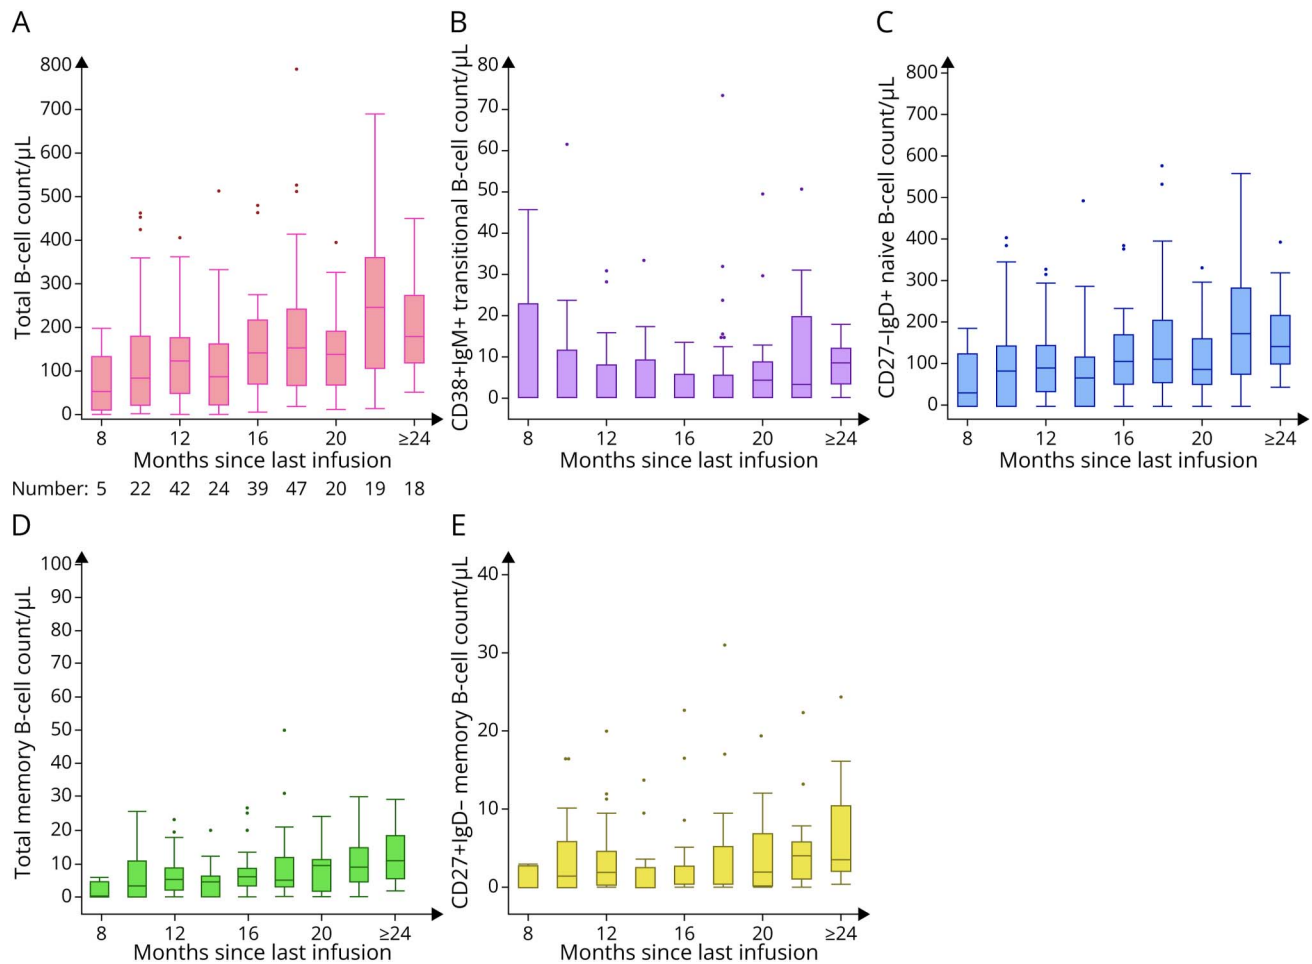 A
Total B-cell count/µL
800
700
600
500
400
300
200
100
0
8 12 16 20 ≥24
Months since last infusion
Number: 5 22 42 24 39 47 20 19 18
B
CD38+IgM+ transitional B-cell count/µL
80
70
60
50
40
30
20
10
0
8 12 16 20 ≥24
Months since last infusion
C
CD27−IgD+ naive B-cell count/µL
800
700
600
500
400
300
200
100
0
8 12 16 20 ≥24
Months since last infusion
D
Total memory B-cell count/µL
100
90
80
70
60
50
40
30
20
10
0
8 12 16 20 ≥24
Months since last infusion
E
CD27+IgD− memory B-cell count/µL
40
30
20
10
0
8 12 16 20 ≥24
Months since last infusion